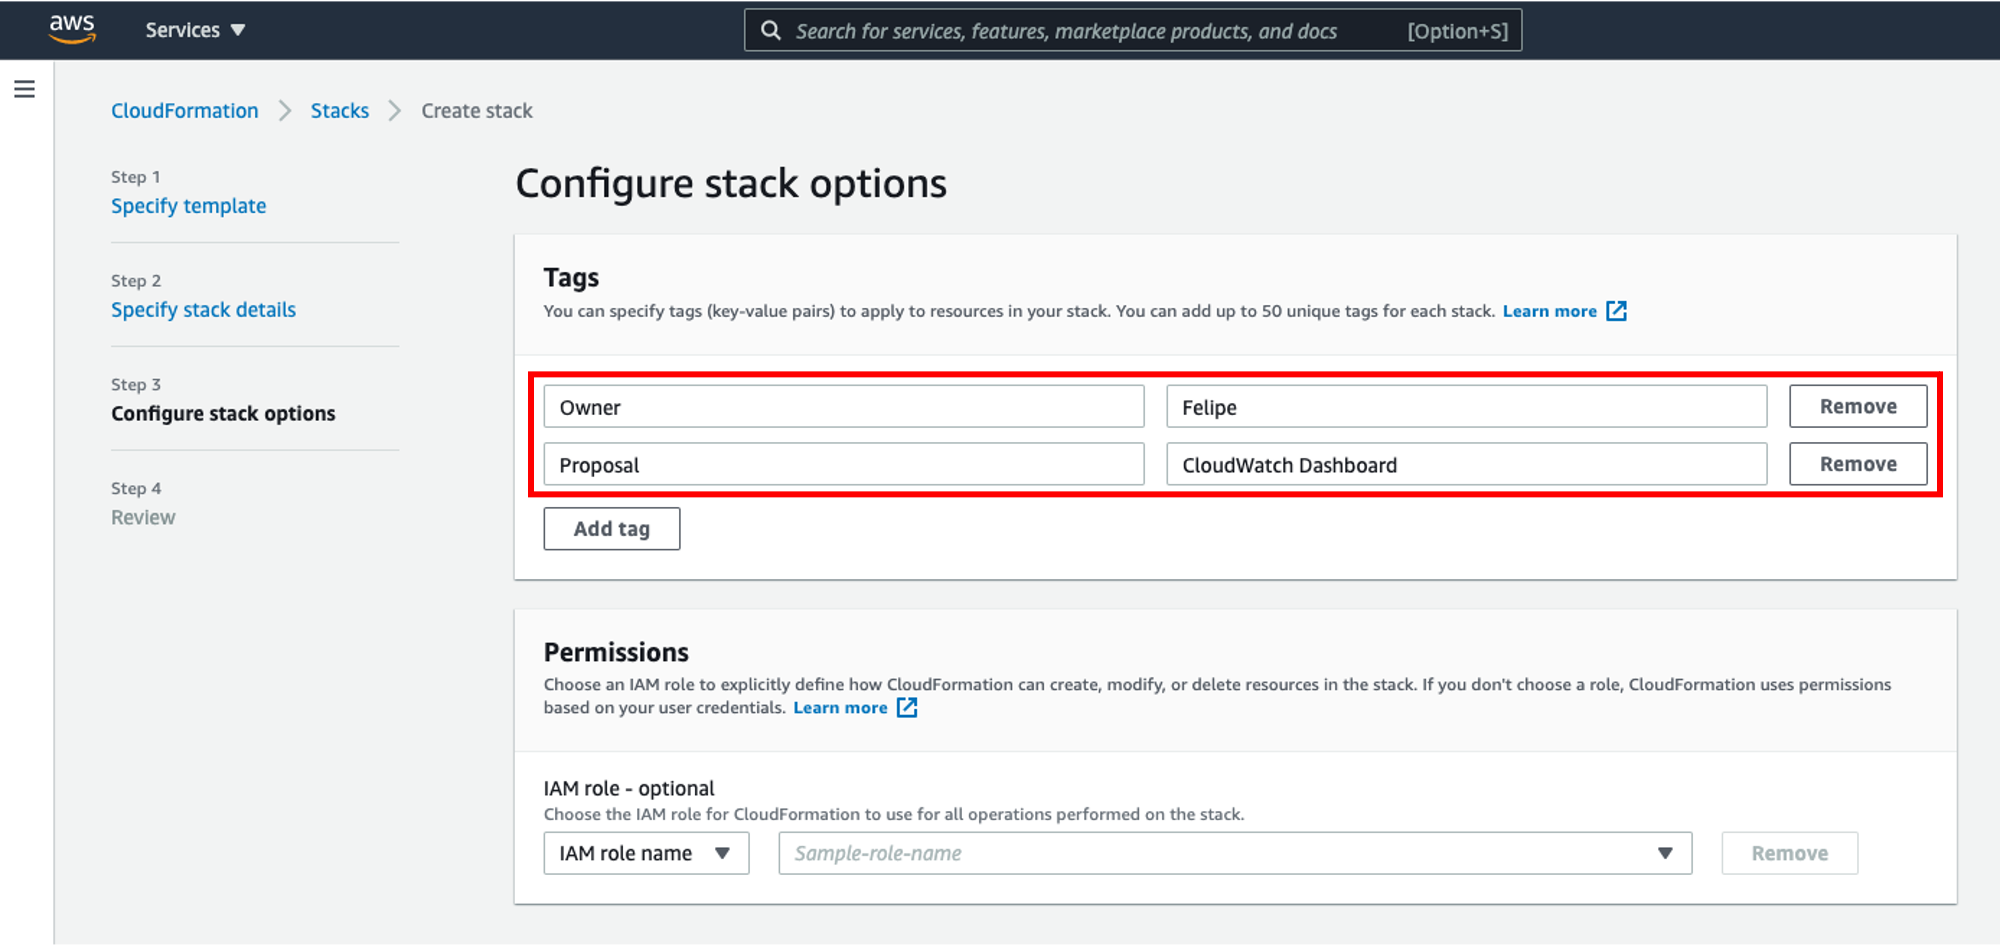 aws
Services
Search for services, features, marketplace products, and docs [Option+S]
CloudFormation Stacks Create stack
Step 1
Specify template
Step 2
Specify stack details
Step 3
Configure stack options
Step 4
Review
Configure stack options
Tags
You can specify tags (key-value pairs) to apply to resources in your stack. You can add up to 50 unique tags for each stack. Learn more
Owner Felipe Remove
Proposal CloudWatch Dashboard Remove
Add tag
Permissions
Choose an IAM role to explicitly define how CloudFormation can create, modify, or delete resources in the stack. If you don't choose a role, CloudFormation uses permissions
based on your user credentials. Learn more
IAM role - optional
Choose the IAM role for CloudFormation to use for all operations performed on the stack.
IAM role name Sample-role-name Remove